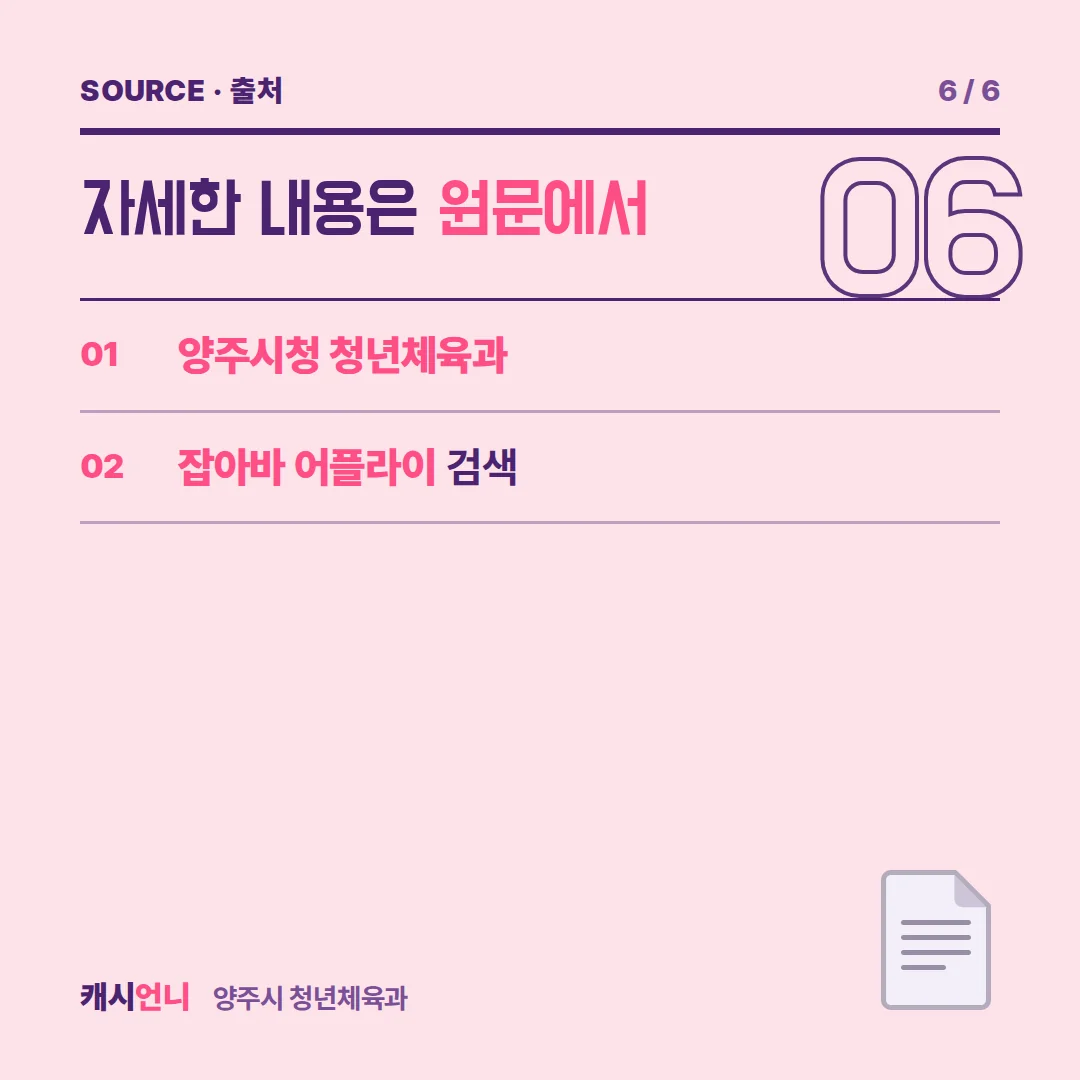 SOURCE · 출처
6 / 6
자세한 내용은 원문에서
06
01 양주시청 청년체육과
02 잡아바 어플라이 검색
캐시언니 양주시 청년체육과